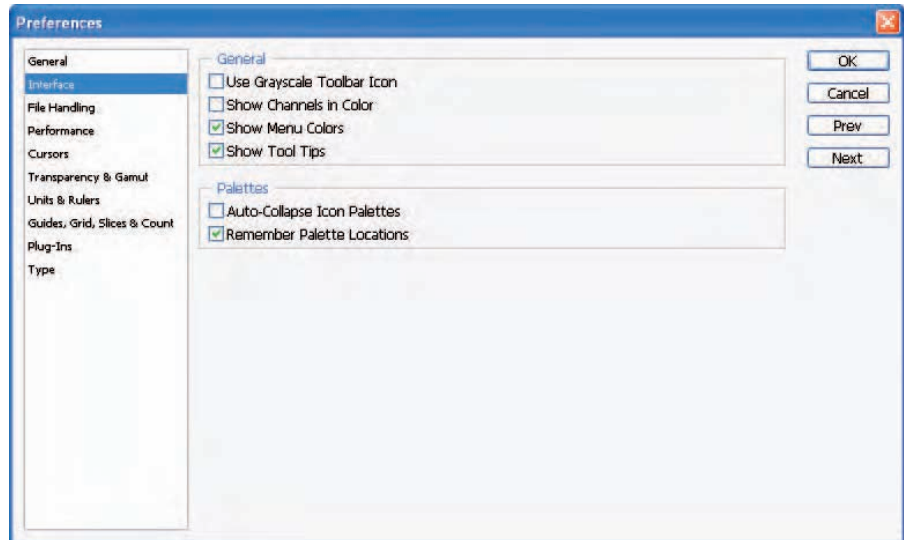 Preferences
General
Interface
File Handling
Performance
Cursors
Transparency & Gamut
Units & Rulers
Guides, Grid, Slices & Count
Plug-Ins
Type
General
Use Grayscale Toolbar Icon
Show Channels in Color
Show Menu Colors
Show Tool Tips
Palettes
Auto-Collapse Icon Palettes
Remember Palette Locations
OK
Cancel
Prev
Next